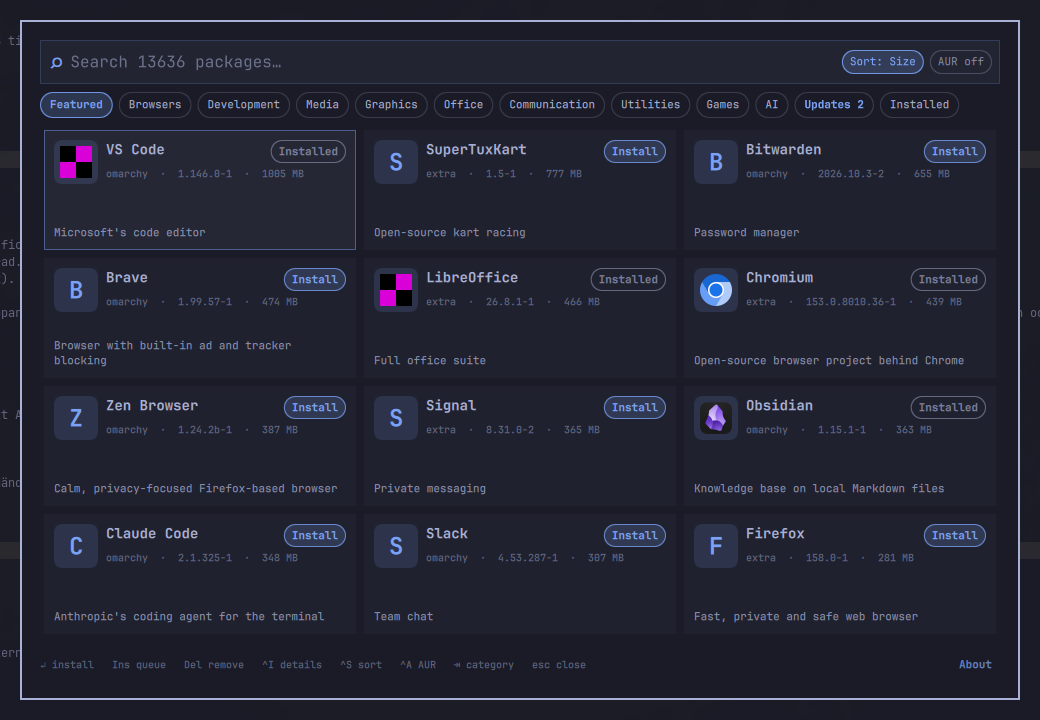 Search 13636 packages…
Sort: Size
AUR off
Featured
Browsers
Development
Media
Graphics
Office
Communication
Utilities
Games
AI
Updates 2
Installed
VS Code
Installed
omarchy · 1.146.0-1 · 1005 MB
Microsoft's code editor
SuperTuxKart
Install
extra · 1.5-1 · 777 MB
Open-source kart racing
B
Bitwarden
Install
omarchy · 2026.10.3-2 · 655 MB
Password manager
B
Brave
Install
omarchy · 1.99.57-1 · 474 MB
Browser with built-in ad and tracker
blocking
LibreOffice
Installed
extra · 26.8.1-1 · 466 MB
Full office suite
Chromium
Installed
extra · 153.0.8010.36-1 · 439 MB
Open-source browser project behind Chrome
Z
Zen Browser
Install
omarchy · 1.24.2b-1 · 387 MB
Calm, privacy-focused Firefox-based browser
S
Signal
Install
extra · 8.31.0-2 · 365 MB
Private messaging
Obsidian
Installed
omarchy · 1.15.1-1 · 363 MB
Knowledge base on local Markdown files
C
Claude Code
Install
omarchy · 2.1.325-1 · 348 MB
Anthropic's coding agent for the terminal
S
Slack
Install
omarchy · 4.53.287-1 · 307 MB
Team chat
F
Firefox
Install
extra · 158.0-1 · 281 MB
Fast, private and safe web browser
↵ install Ins queue Del remove ^I details ^S sort ^A AUR ⇥ category esc close
About